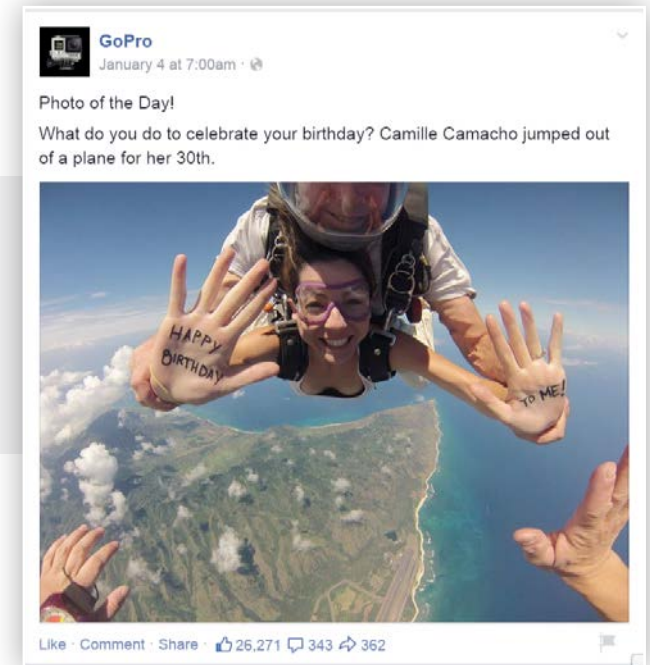 GoPro
January 4 at 7:00am ·
Photo of the Day!
What do you do to celebrate your birthday? Camille Camacho jumped out
of a plane for her 30th.
HAPPY
BIRTHDAY
TO ME!
Like · Comment · Share · 26,271 343 362